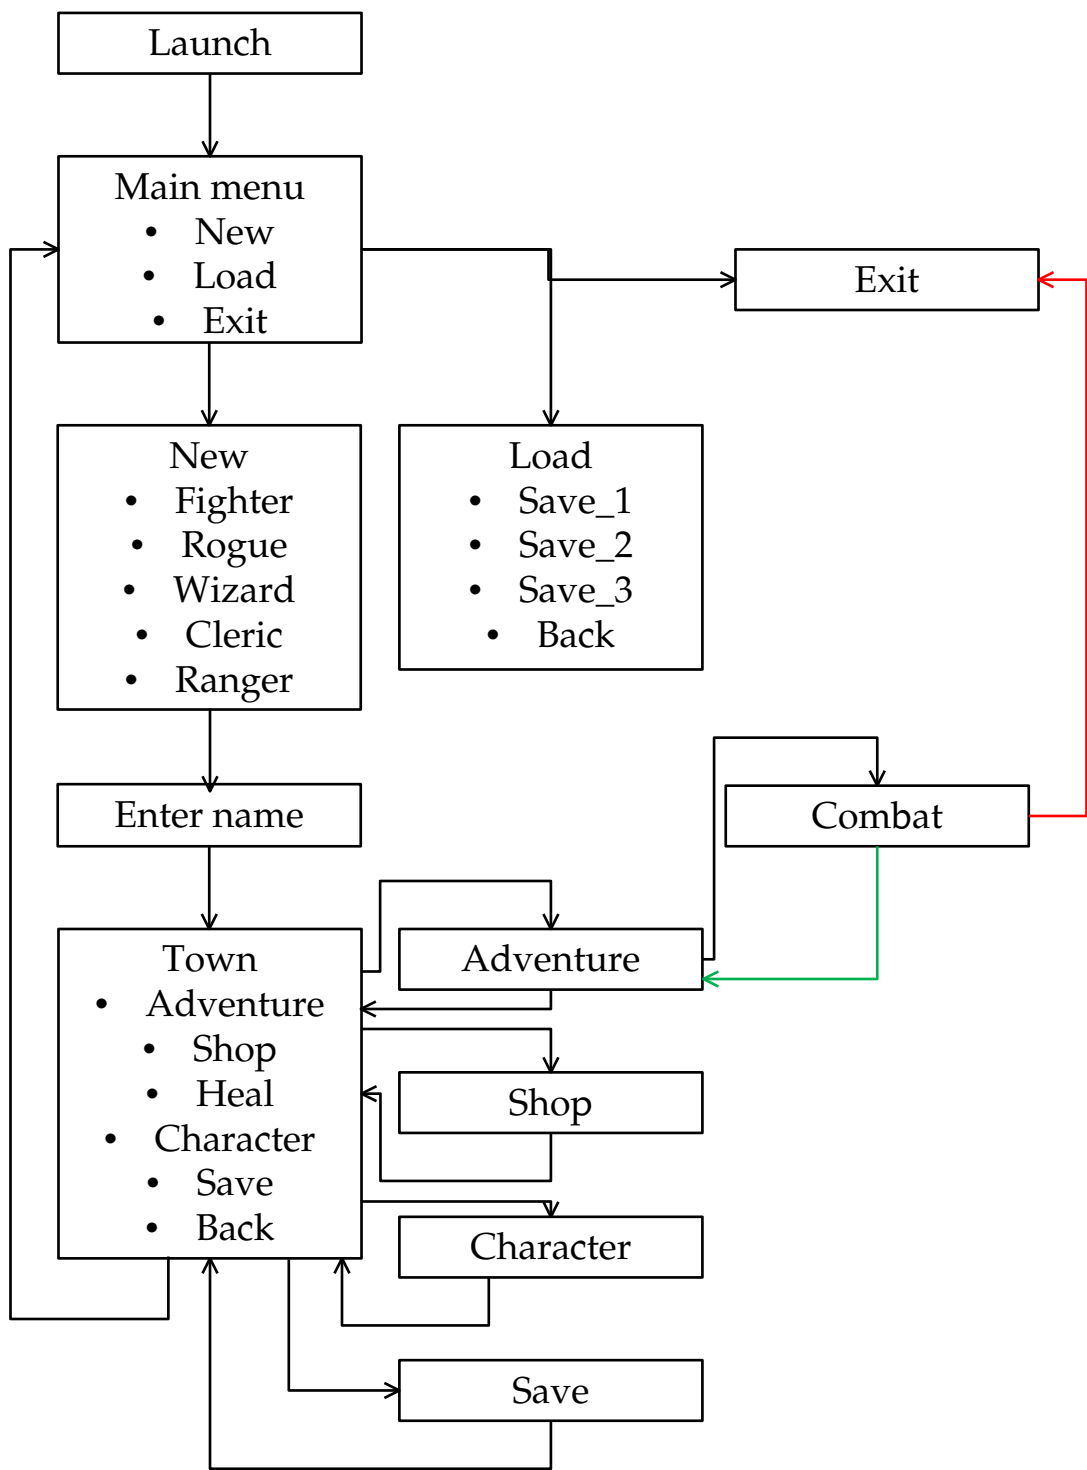 Launch
Main menu
• New
• Load
• Exit
Exit
New
• Fighter
• Rogue
• Wizard
• Cleric
• Ranger
Load
• Save_1
• Save_2
• Save_3
• Back
Enter name
Combat
Town
• Adventure
• Shop
• Heal
• Character
• Save
• Back
Adventure
Shop
Character
Save